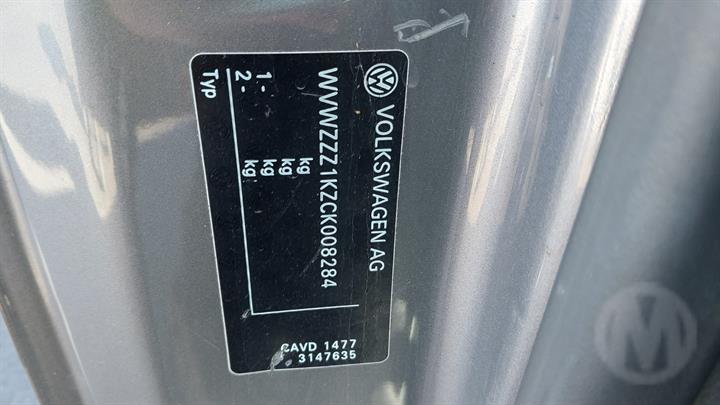 VOLKSWAGEN AG
WVWZZZ1KZCK008284
kg
kg
1- kg
2- kg
Typ
CAVD 1477
3147635
M